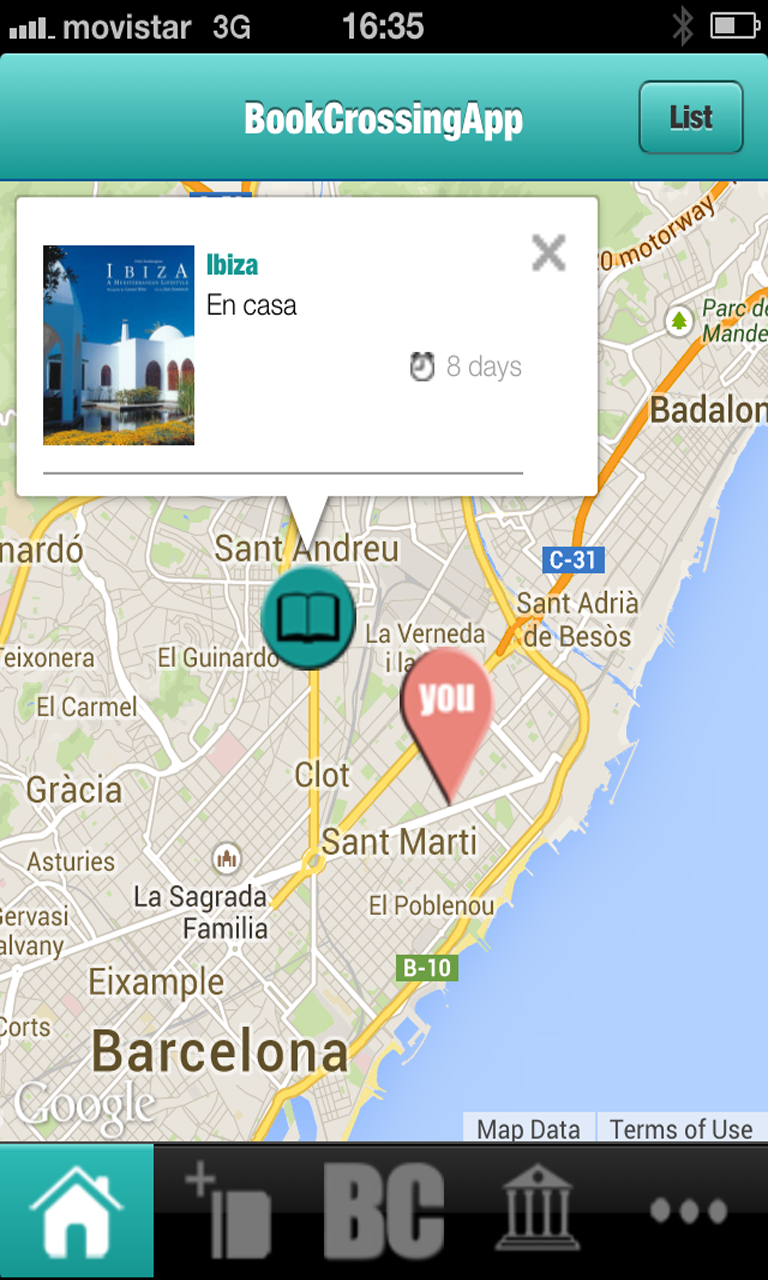 movistar 3G 16:35
BookCrossingApp
List
IBIZA
A MEDITERRANEAN LIFESTYLE
Ibiza
En casa
8 days
motorway
Parc de
Mande
Badalon
nardó
Sant Andreu
C-31
Sant Adrià
de Besòs
La Verneda
i la
Teixonera
El Guinardó
you
El Carmel
Gràcia
Clot
Sant Marti
Asturies
La Sagrada
Familia
El Poblenou
Gervasi
alvany
B-10
Eixample
Corts
Barcelona
Google
Map Data
Terms of Use
BC